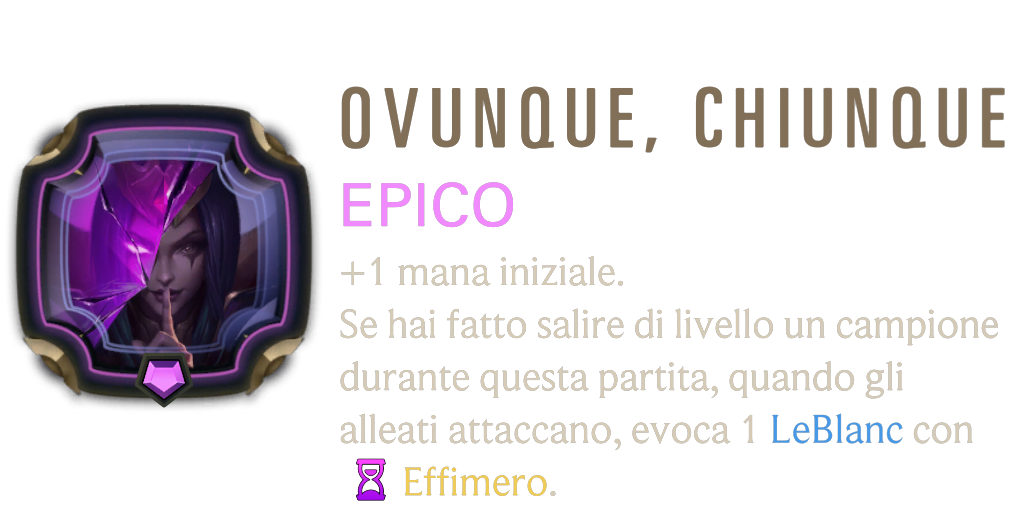 OVUNQUE, CHIUNQUE
EPICO
+1 mana iniziale.
Se hai fatto salire di livello un campione
durante questa partita, quando gli
alleati attaccano, evoca 1 LeBlanc con
Effimero.